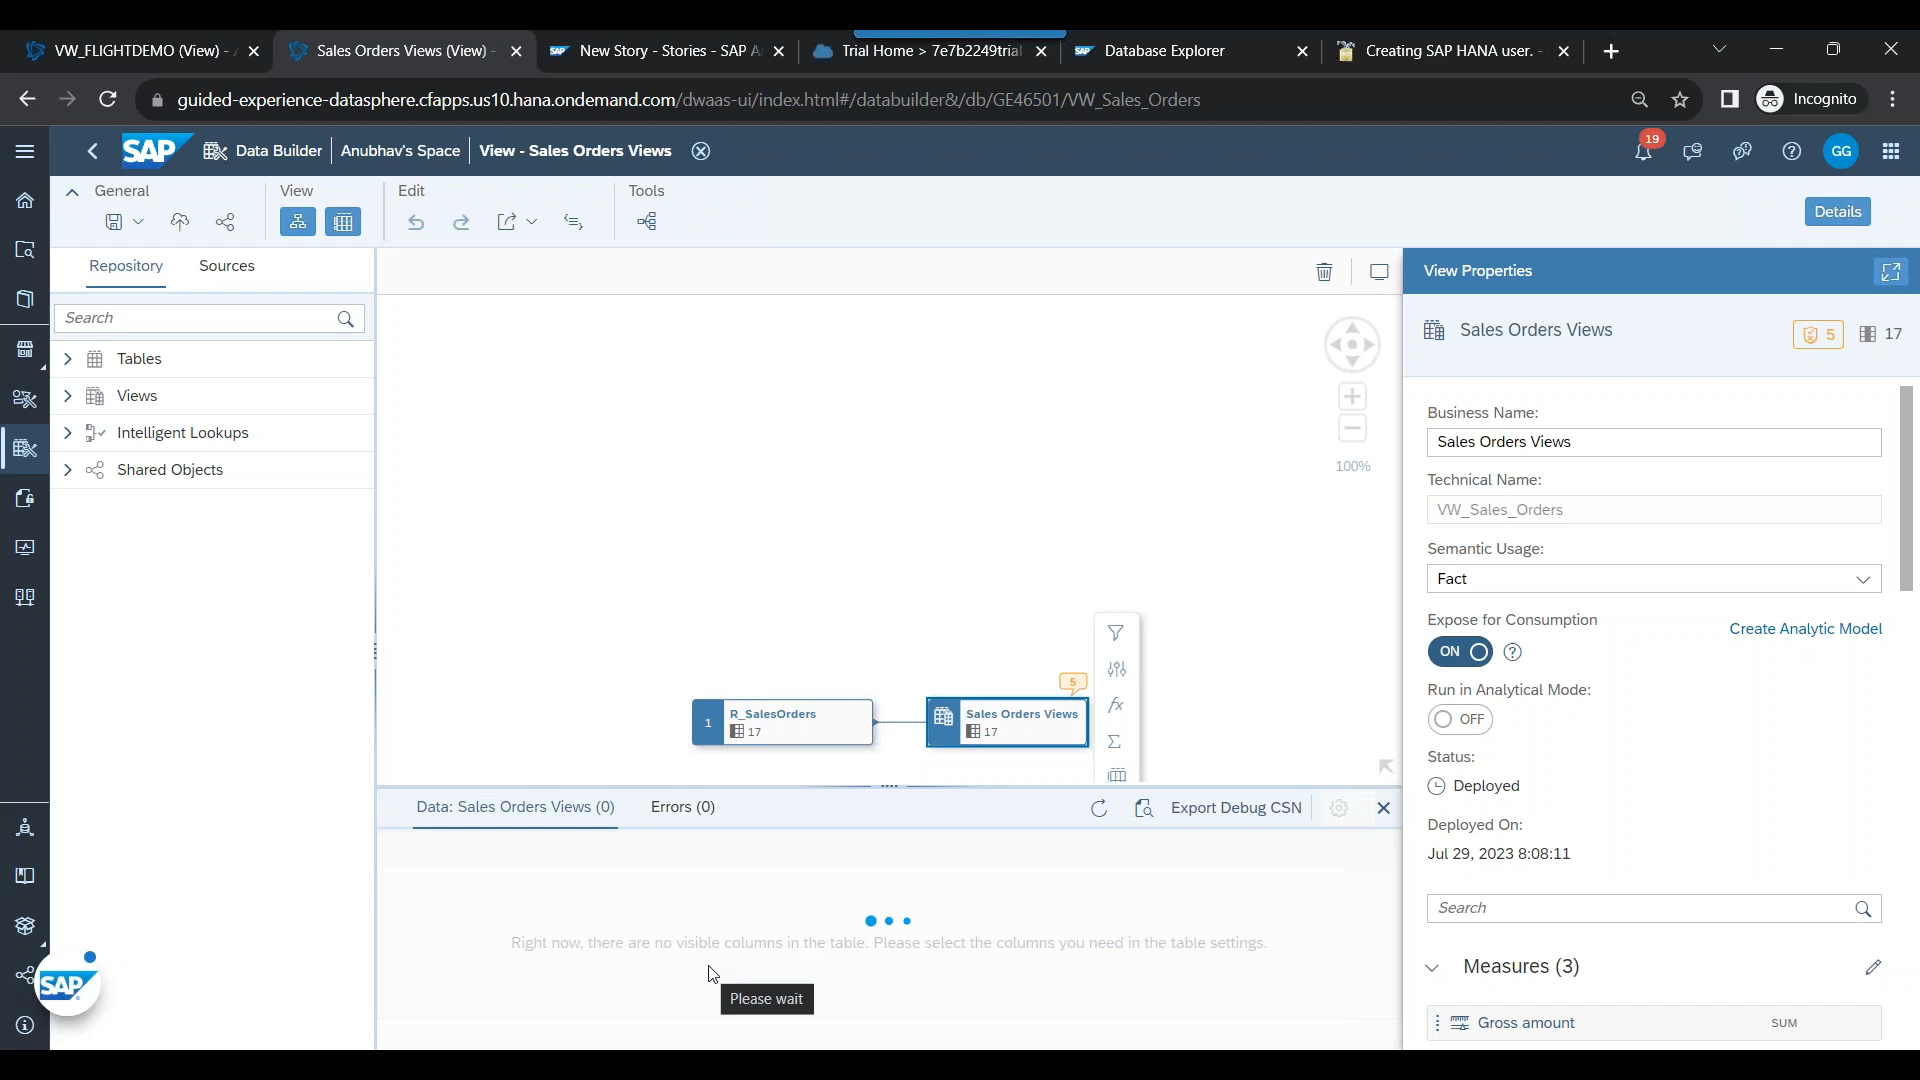 VW_FLIGHTDEMO (View) -
Sales Orders Views (View) -
New Story - Stories - SAP A
Trial Home > 7e7b2249trial
Database Explorer
Creating SAP HANA user. -
guided-experience-datasphere.cfapps.us10.hana.ondemand.com/dwaas-ui/index.html#/databuilder&/db/GE46501/VW_Sales_Orders
Incognito
SAP
Data Builder
Anubhav's Space
View - Sales Orders Views
19
GG
General
View
Edit
Tools
Details
Repository
Sources
Search
Tables
Views
Intelligent Lookups
Shared Objects
100%
1
R_SalesOrders
17
5
Sales Orders Views
17
fx
Σ
Data: Sales Orders Views (0)
Errors (0)
Export Debug CSN
Right now, there are no visible columns in the table. Please select the columns you need in the table settings.
Please wait
SAP
View Properties
Sales Orders Views
5
17
Business Name:
Sales Orders Views
Technical Name:
VW_Sales_Orders
Semantic Usage:
Fact
Expose for Consumption
ON
Create Analytic Model
Run in Analytical Mode:
OFF
Status:
Deployed
Deployed On:
Jul 29, 2023 8:08:11
Search
Measures (3)
Gross amount
SUM